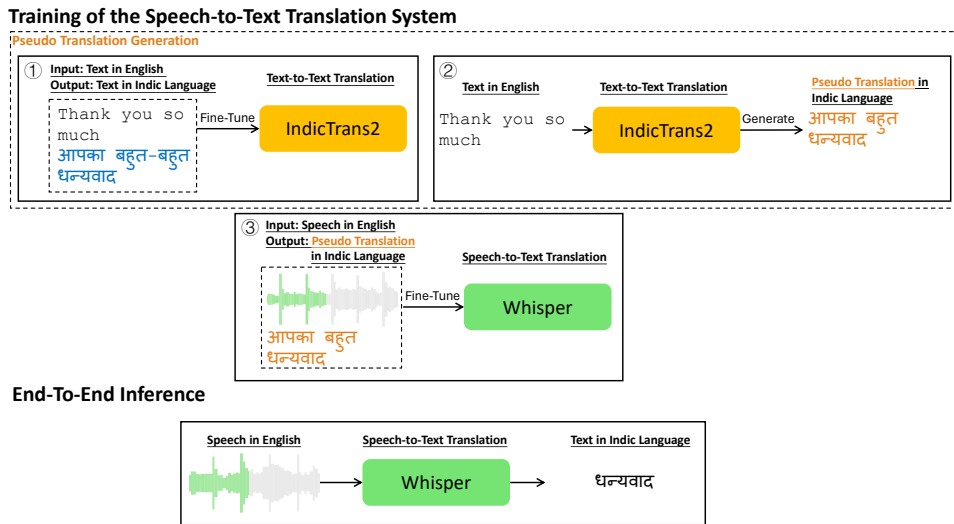 Training of the Speech-to-Text Translation System
Pseudo Translation Generation
①
Input: Text in English
Output: Text in Indic Language
Thank you so
much
आपका बहुत-बहुत
धन्यवाद
Fine-Tune
Text-to-Text Translation
IndicTrans2
②
Text in English
Thank you so
much
Text-to-Text Translation
IndicTrans2
Generate
Pseudo Translation in
Indic Language
आपका बहुत
धन्यवाद
③
Input: Speech in English
Output: Pseudo Translation
in Indic Language
आपका बहुत
धन्यवाद
Fine-Tune
Speech-to-Text Translation
Whisper
End-To-End Inference
Speech in English
Speech-to-Text Translation
Whisper
Text in Indic Language
धन्यवाद